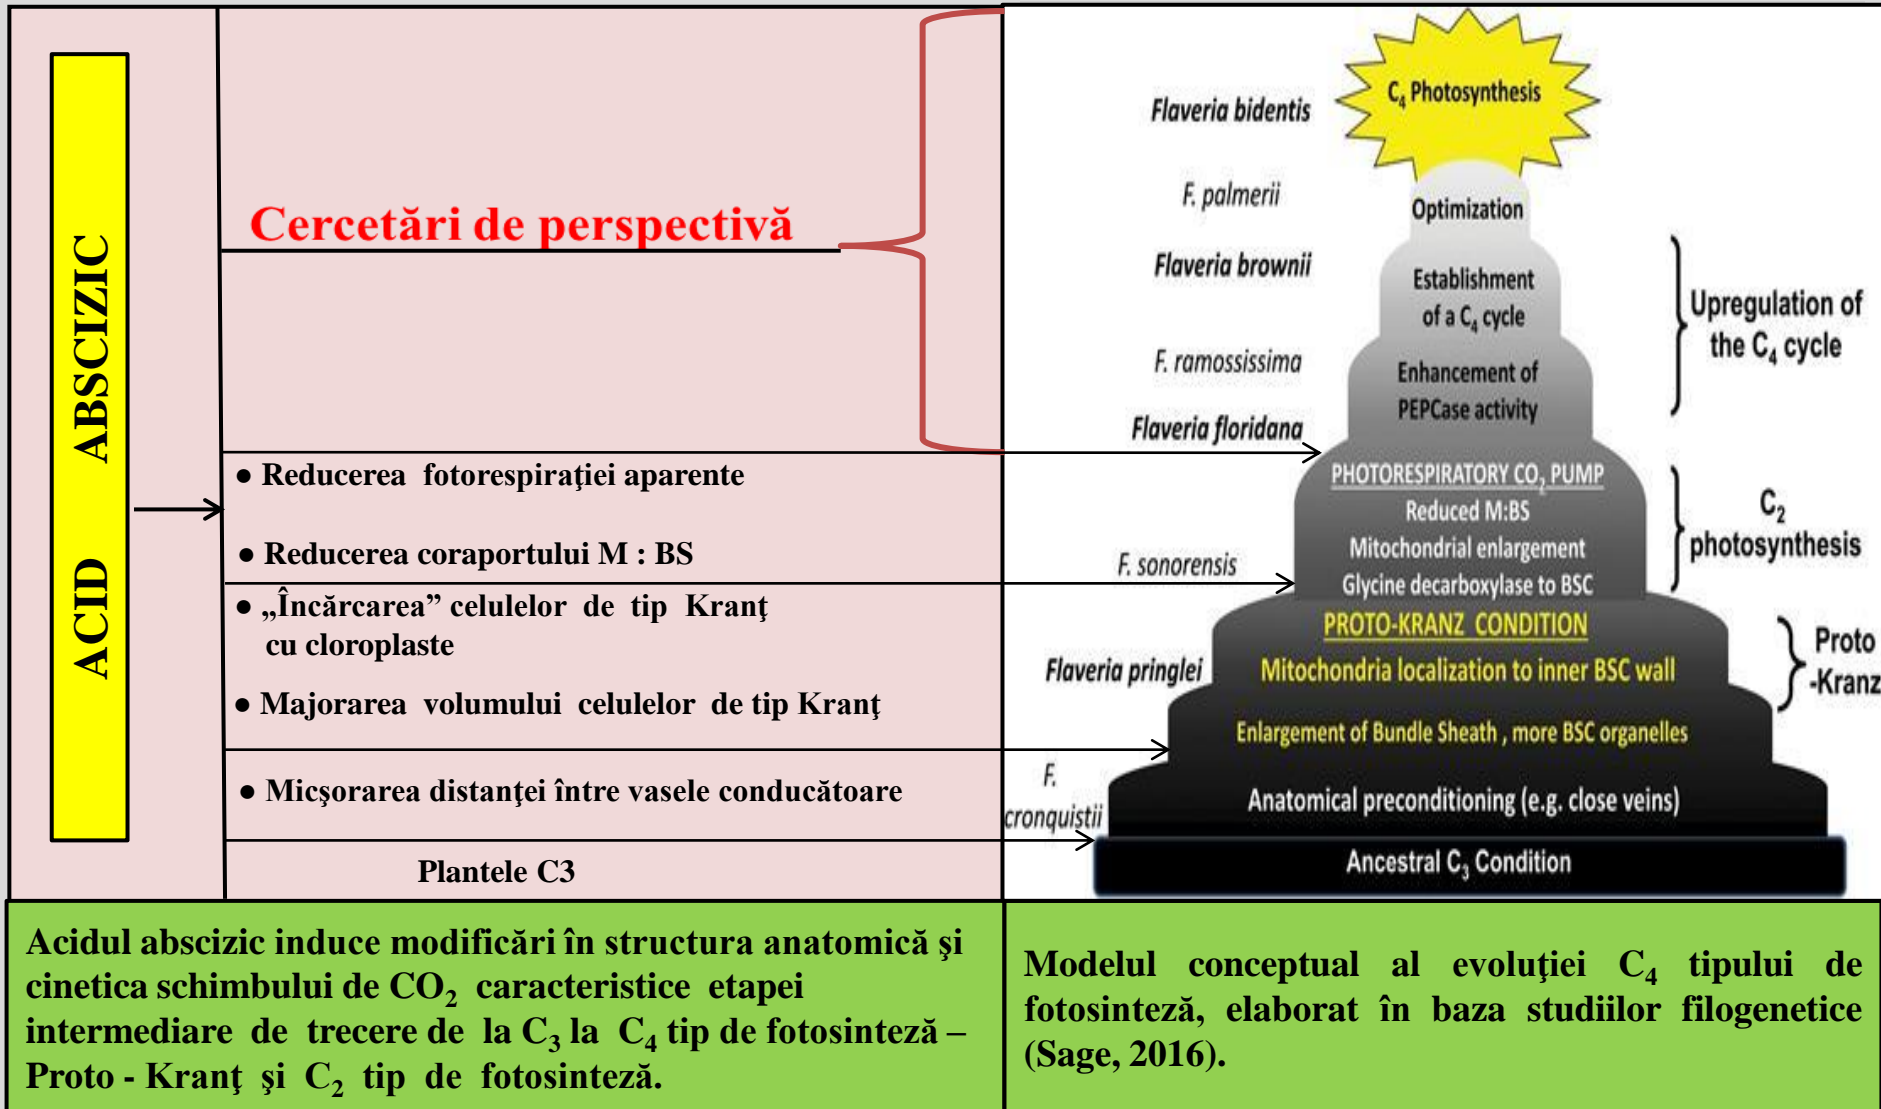 ACID ABSCIZIC
Cercetări de perspectivă
● Reducerea fotorespiraţiei aparente
● Reducerea coraportului M : BS
● „Încărcarea” celulelor de tip Kranţ
cu cloroplaste
● Majorarea volumului celulelor de tip Kranţ
● Micşorarea distanţei între vasele conducătoare
Plantele C3
C₄ Photosynthesis
Flaveria bidentis
F. palmerii
Optimization
Flaveria brownii
Establishment
of a C₄ cycle
Upregulation of
the C₄ cycle
F. ramossissima
Enhancement of
PEPCase activity
Flaveria floridana
PHOTORESPIRATORY CO₂ PUMP
Reduced M:BS
Mitochondrial enlargement
Glycine decarboxylase to BSC
C₂
photosynthesis
F. sonorensis
PROTO-KRANZ CONDITION
Mitochondria localization to inner BSC wall
Proto
-Kranz
Flaveria pringlei
Enlargement of Bundle Sheath , more BSC organelles
F.
cronquistii
Anatomical preconditioning (e.g. close veins)
Ancestral C₃ Condition
Acidul abscizic induce modificări în structura anatomică şi
cinetica schimbului de CO₂ caracteristice etapei
intermediare de trecere de la C₃ la C₄ tip de fotosinteză –
Proto - Kranţ şi C₂ tip de fotosinteză.
Modelul conceptual al evoluţiei C₄ tipului de
fotosinteză, elaborat în baza studiilor filogenetice
(Sage, 2016).